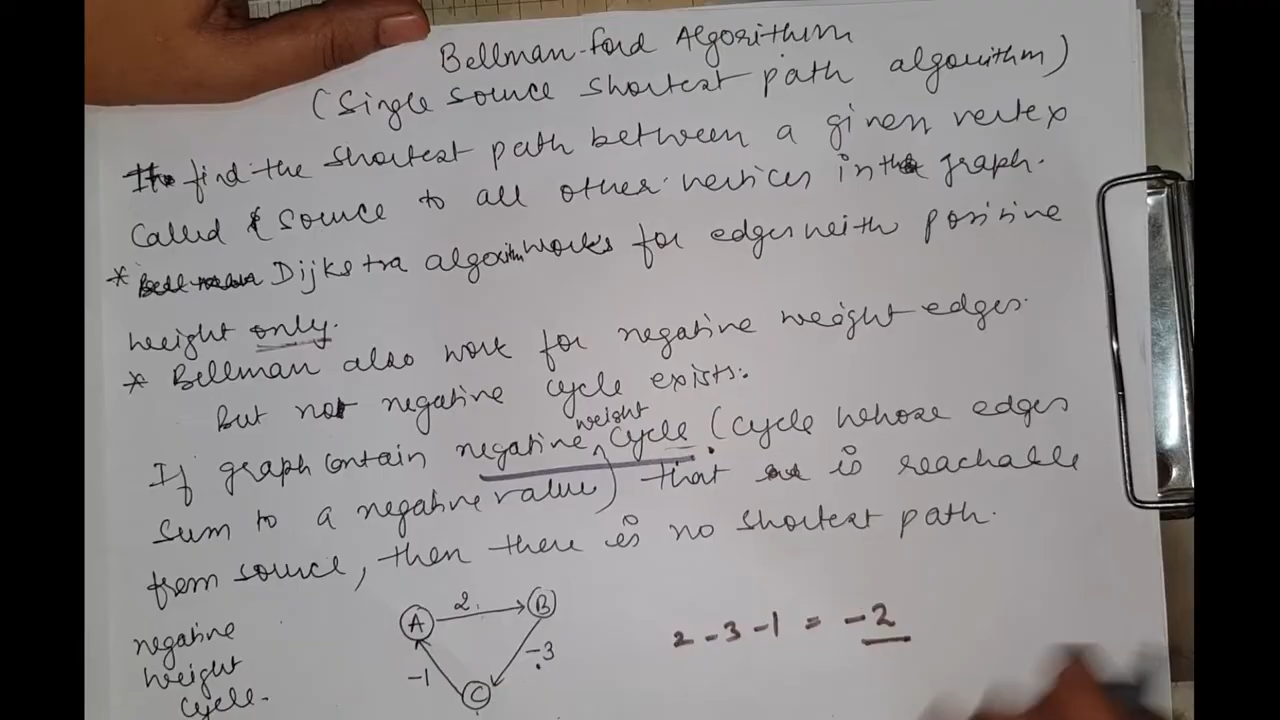 Bellman-ford Algorithm
(Single source shortest path algorithm)
find the shortest path between a given vertex
called source to all other vertices in the graph.
* Dijkstra algorithm works for edges with positive
weight only.
* Bellman also work for negative weight edges.
But not negative cycle exists.
weight
If graph contain negative cycle (cycle whose edges
sum to a negative value) that is reachable
from source, then there is no shortest path.
negative
weight
cycle.
A 2 B
-3
-1
C
2 -3 -1 = -2